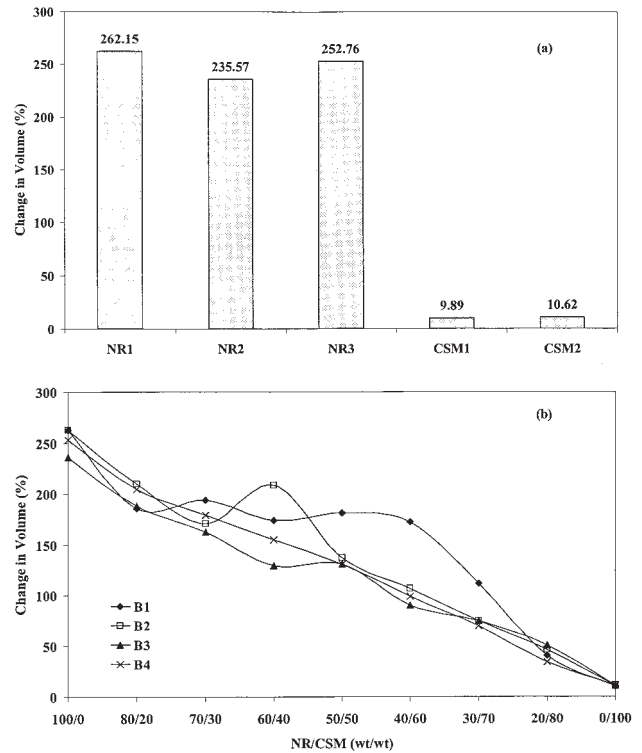 300
(a)
262.15
252.76
250
235.57
200
150
100
50
9.89
10.62
0
Change in Volume (%)
NR1 NR2 NR3 CSM1 CSM2
300
(b)
250
200
150
100
50
0
Change in Volume (%)
B1
B2
B3
B4
100/0 80/20 70/30 60/40 50/50 40/60 30/70 20/80 0/100
NR/CSM (wt/wt)